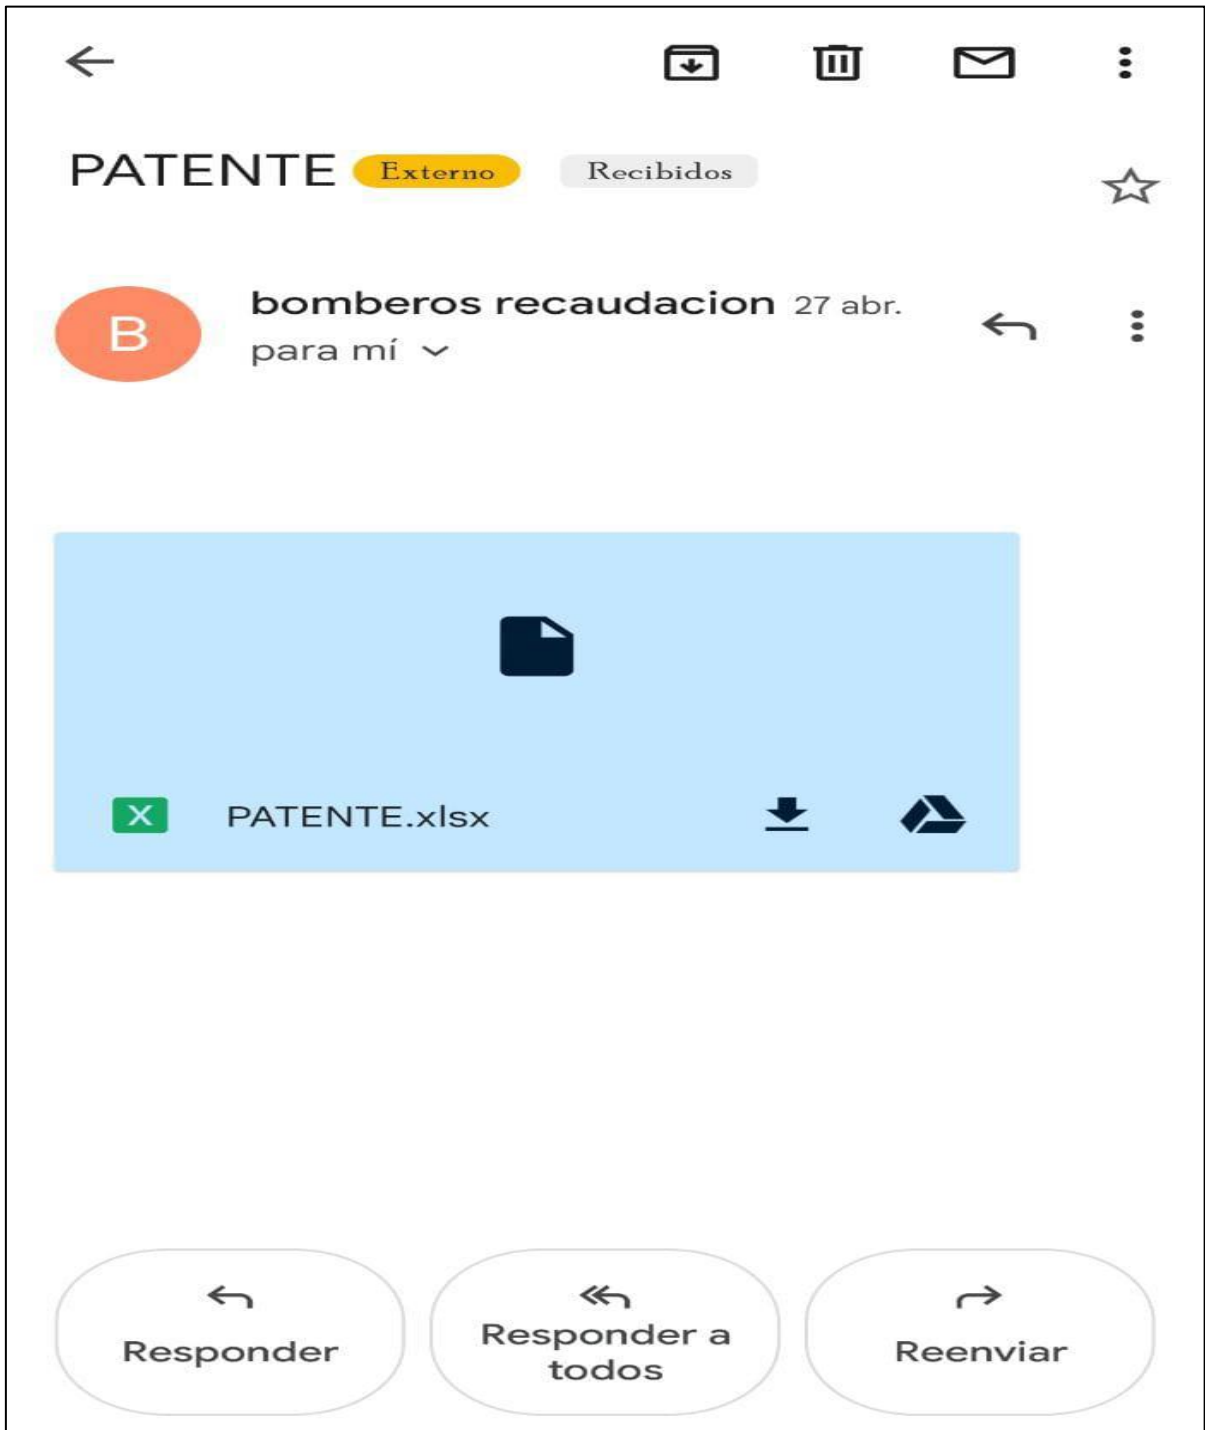 PATENTE Externo Recibidos
B
bomberos recaudacion 27 abr.
para mí
X PATENTE.xlsx
Responder
Responder a
todos
Reenviar